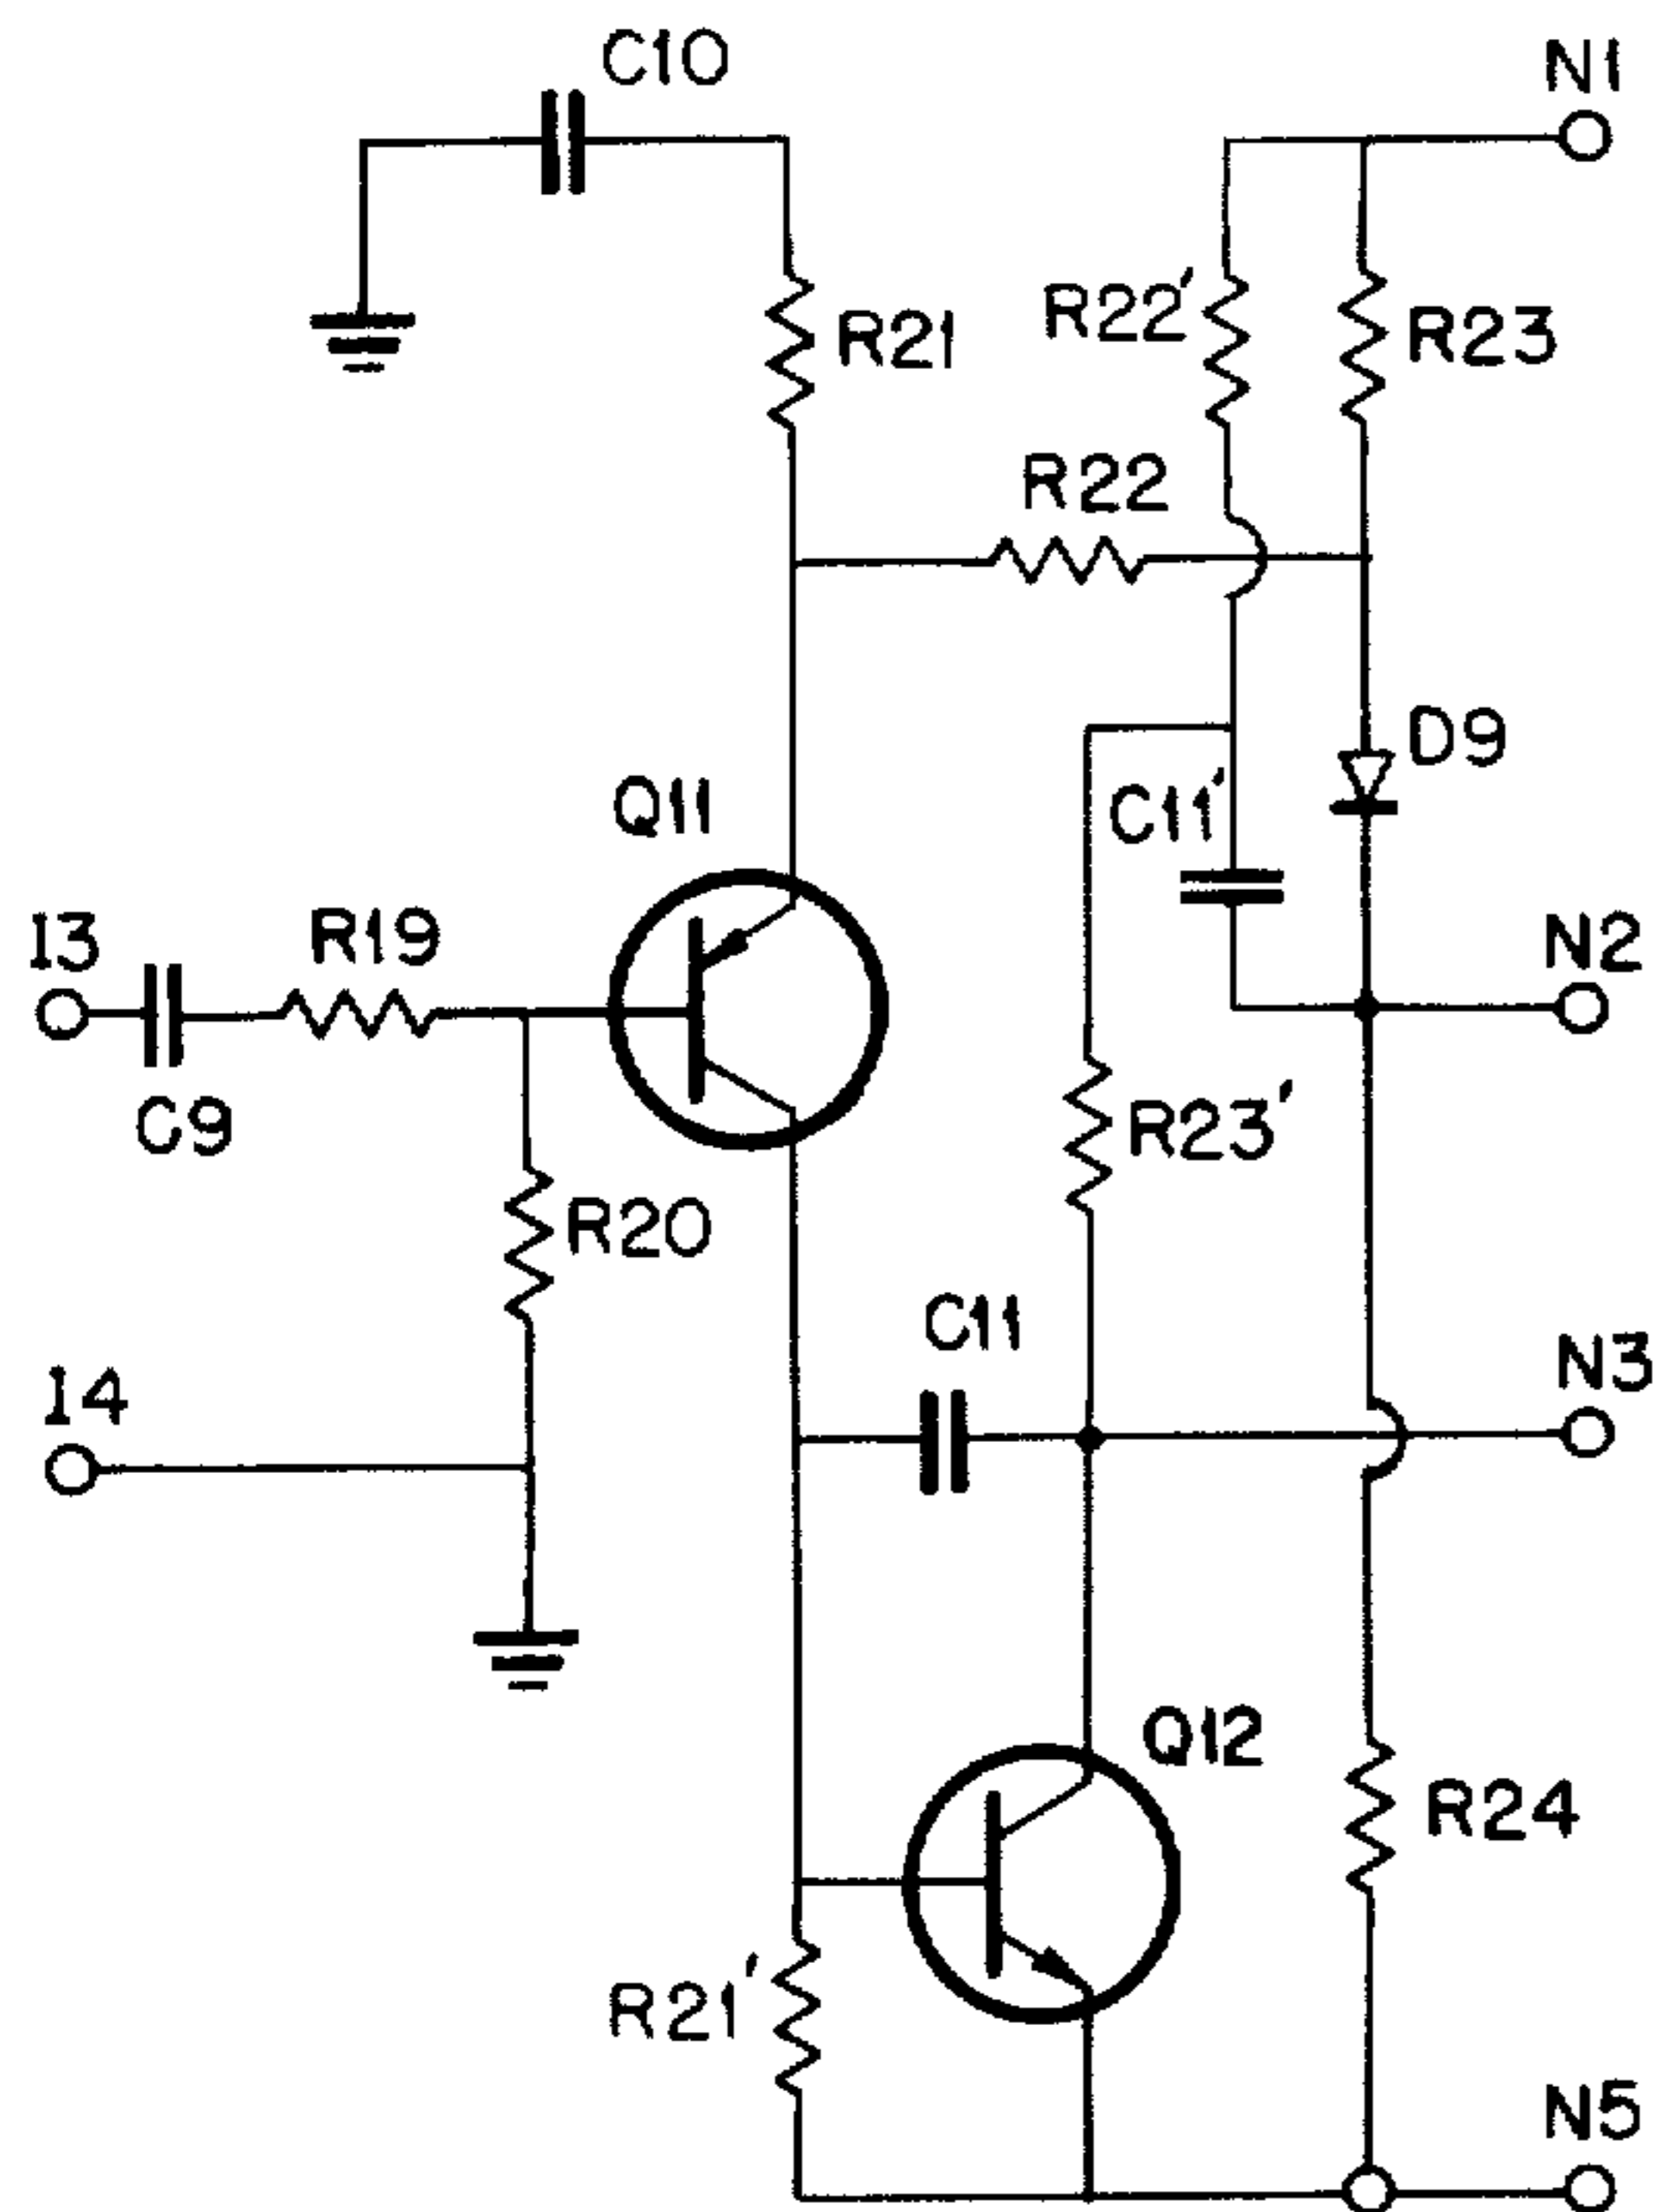 C10
N1
R22'
R21
R23
R22
D9
Q11
C11'
I3
R19
N2
C9
R23'
R20
C11
N3
I4
Q12
R24
R21'
N5